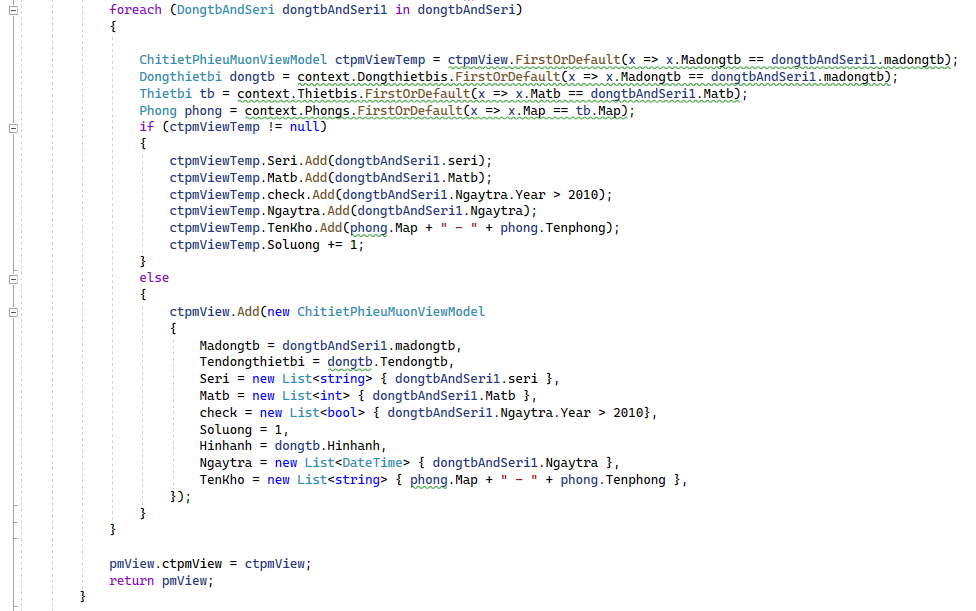 foreach (DongtbAndSeri dongtbAndSeri1 in dongtbAndSeri)
{
ChitietPhieuMuonViewModel ctpmViewTemp = ctpmView.FirstOrDefault(x => x.Madongtb == dongtbAndSeri1.madongtb);
Dongthietbi dongtb = context.Dongthietbis.FirstOrDefault(x => x.Madongtb == dongtbAndSeri1.madongtb);
Thietbi tb = context.Thietbis.FirstOrDefault(x => x.Matb == dongtbAndSeri1.Matb);
Phong phong = context.Phongs.FirstOrDefault(x => x.Map == tb.Map);
if (ctpmViewTemp != null)
{
ctpmViewTemp.Seri.Add(dongtbAndSeri1.seri);
ctpmViewTemp.Matb.Add(dongtbAndSeri1.Matb);
ctpmViewTemp.check.Add(dongtbAndSeri1.Ngaytra.Year > 2010);
ctpmViewTemp.Ngaytra.Add(dongtbAndSeri1.Ngaytra);
ctpmViewTemp.TenKho.Add(phong.Map + " - " + phong.Tenphong);
ctpmViewTemp.Soluong += 1;
}
else
{
ctpmView.Add(new ChitietPhieuMuonViewModel
{
Madongtb = dongtbAndSeri1.madongtb,
Tendongthietbi = dongtb.Tendongtb,
Seri = new List<string> { dongtbAndSeri1.seri },
Matb = new List<int> { dongtbAndSeri1.Matb },
check = new List<bool> { dongtbAndSeri1.Ngaytra.Year > 2010},
Soluong = 1,
Hinhanh = dongtb.Hinhanh,
Ngaytra = new List<DateTime> { dongtbAndSeri1.Ngaytra },
TenKho = new List<string> { phong.Map + " - " + phong.Tenphong },
});
}
}
pmView.ctpmView = ctpmView;
return pmView;
}